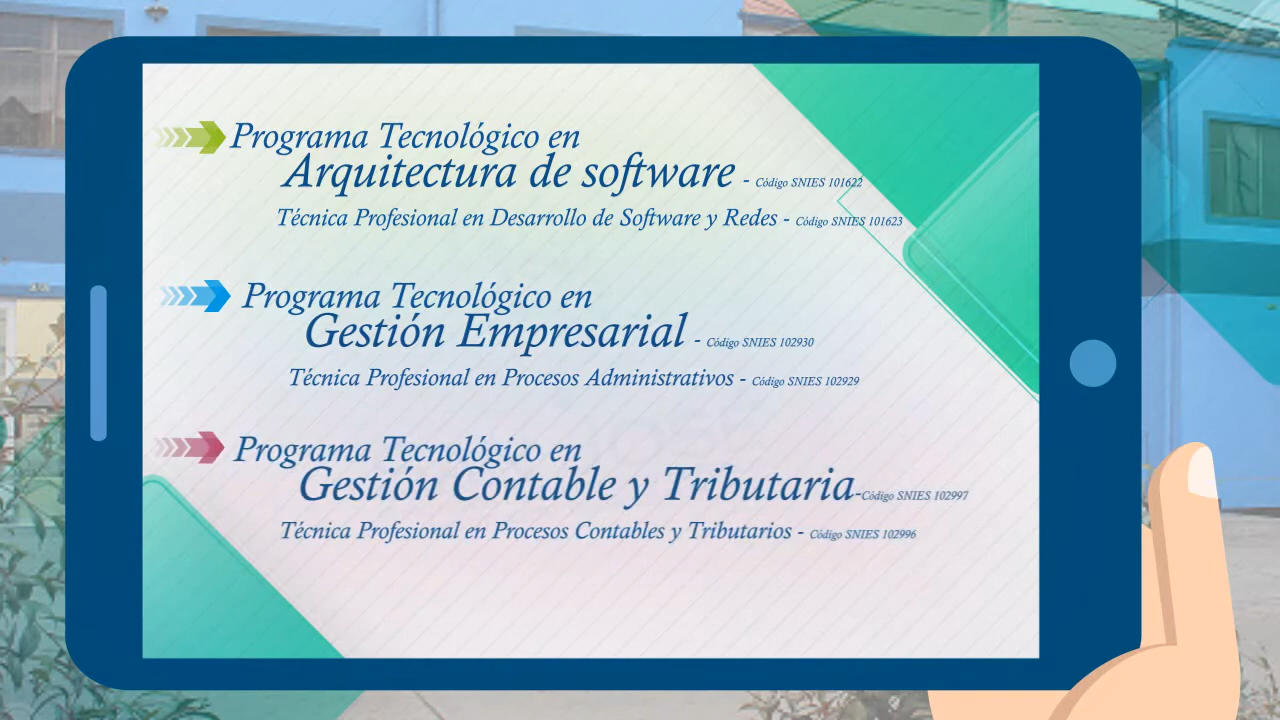 Programa Tecnológico en
Arquitectura de software - Código SNIES 101622
Técnica Profesional en Desarrollo de Software y Redes - Código SNIES 101623
Programa Tecnológico en
Gestión Empresarial - Código SNIES 102930
Técnica Profesional en Procesos Administrativos - Código SNIES 102929
Programa Tecnológico en
Gestión Contable y Tributaria-Código SNIES 102997
Técnica Profesional en Procesos Contables y Tributarios - Código SNIES 102996